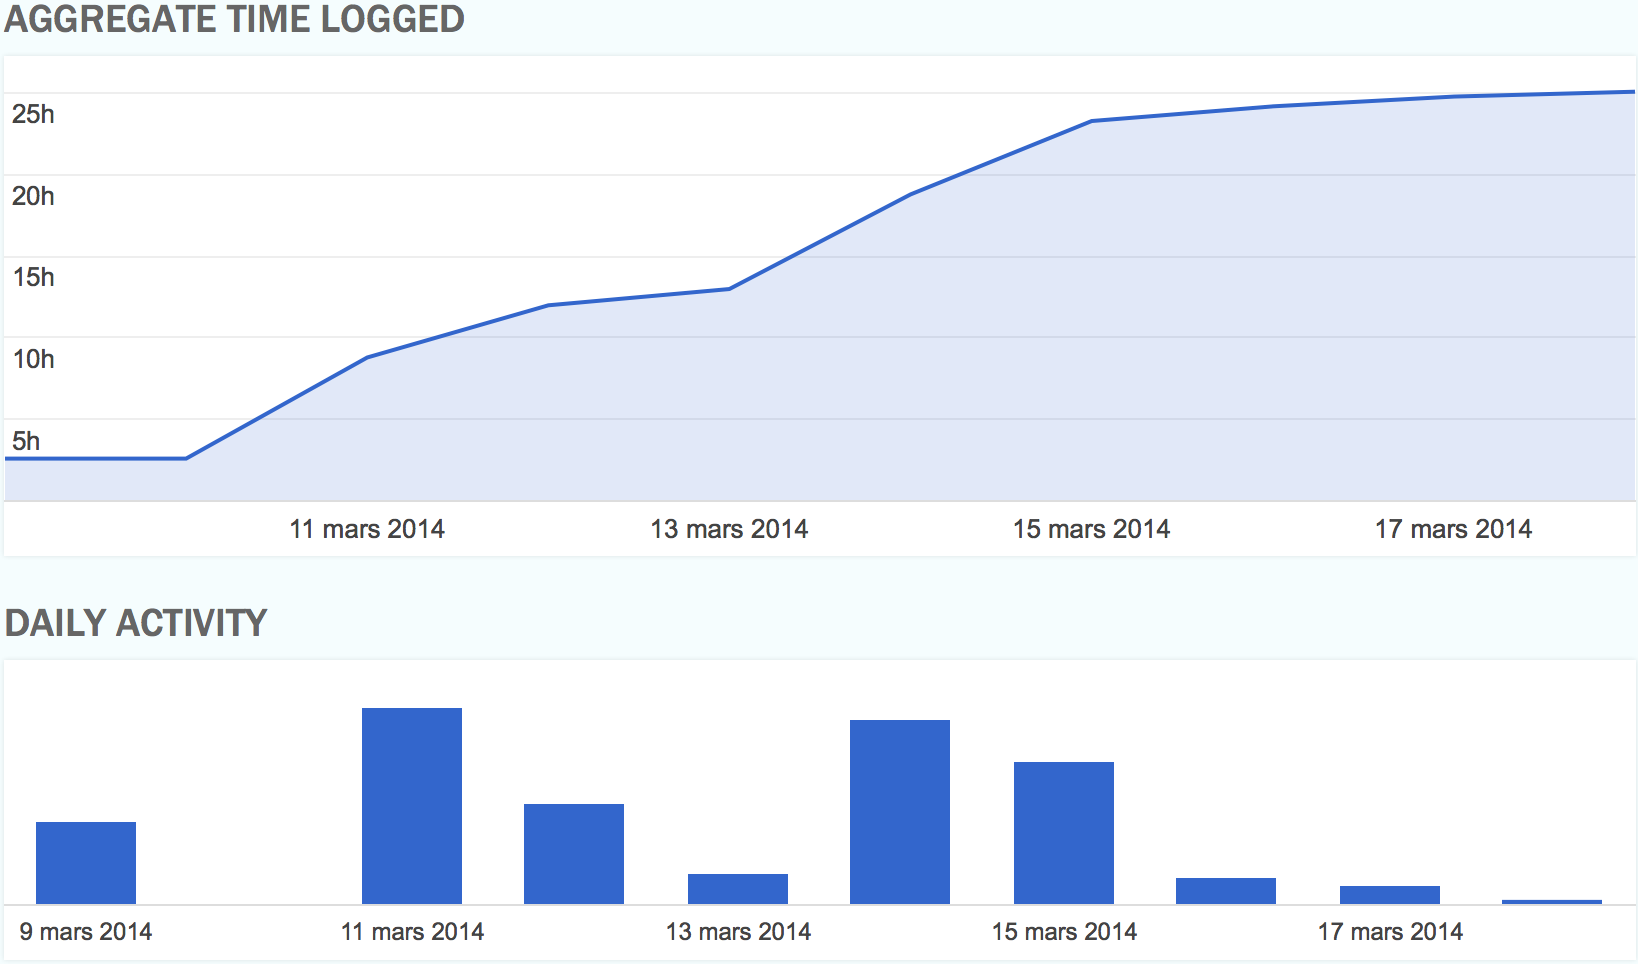 AGGREGATE TIME LOGGED
25h
20h
15h
10h
5h
11 mars 2014
13 mars 2014
15 mars 2014
17 mars 2014
DAILY ACTIVITY
9 mars 2014
11 mars 2014
13 mars 2014
15 mars 2014
17 mars 2014